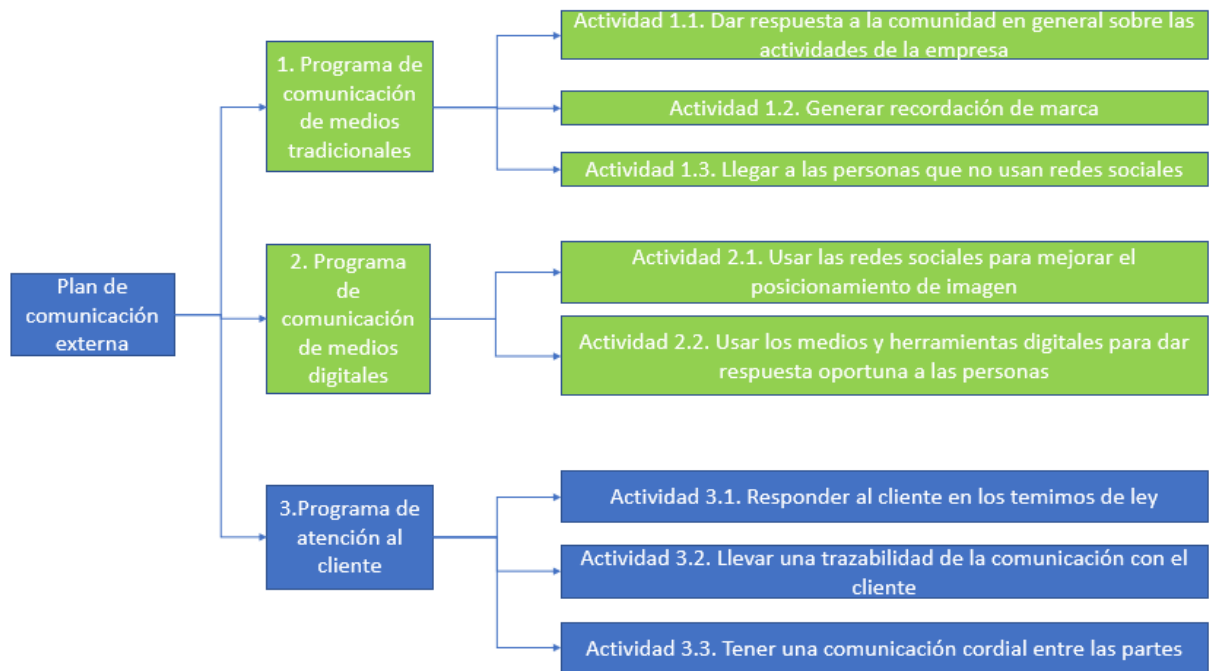 Plan de
comunicación
externa
1. Programa de
comunicación
de medios
tradicionales
Actividad 1.1. Dar respuesta a la comunidad en general sobre las
actividades de la empresa
Actividad 1.2. Generar recordación de marca
Actividad 1.3. Llegar a las personas que no usan redes sociales
2. Programa
de
comunicación
de medios
digitales
Actividad 2.1. Usar las redes sociales para mejorar el
posicionamiento de imagen
Actividad 2.2. Usar los medios y herramientas digitales para dar
respuesta oportuna a las personas
3.Programa de
atención al
cliente
Actividad 3.1. Responder al cliente en los temimos de ley
Actividad 3.2. Llevar una trazabilidad de la comunicación con el
cliente
Actividad 3.3. Tener una comunicación cordial entre las partes